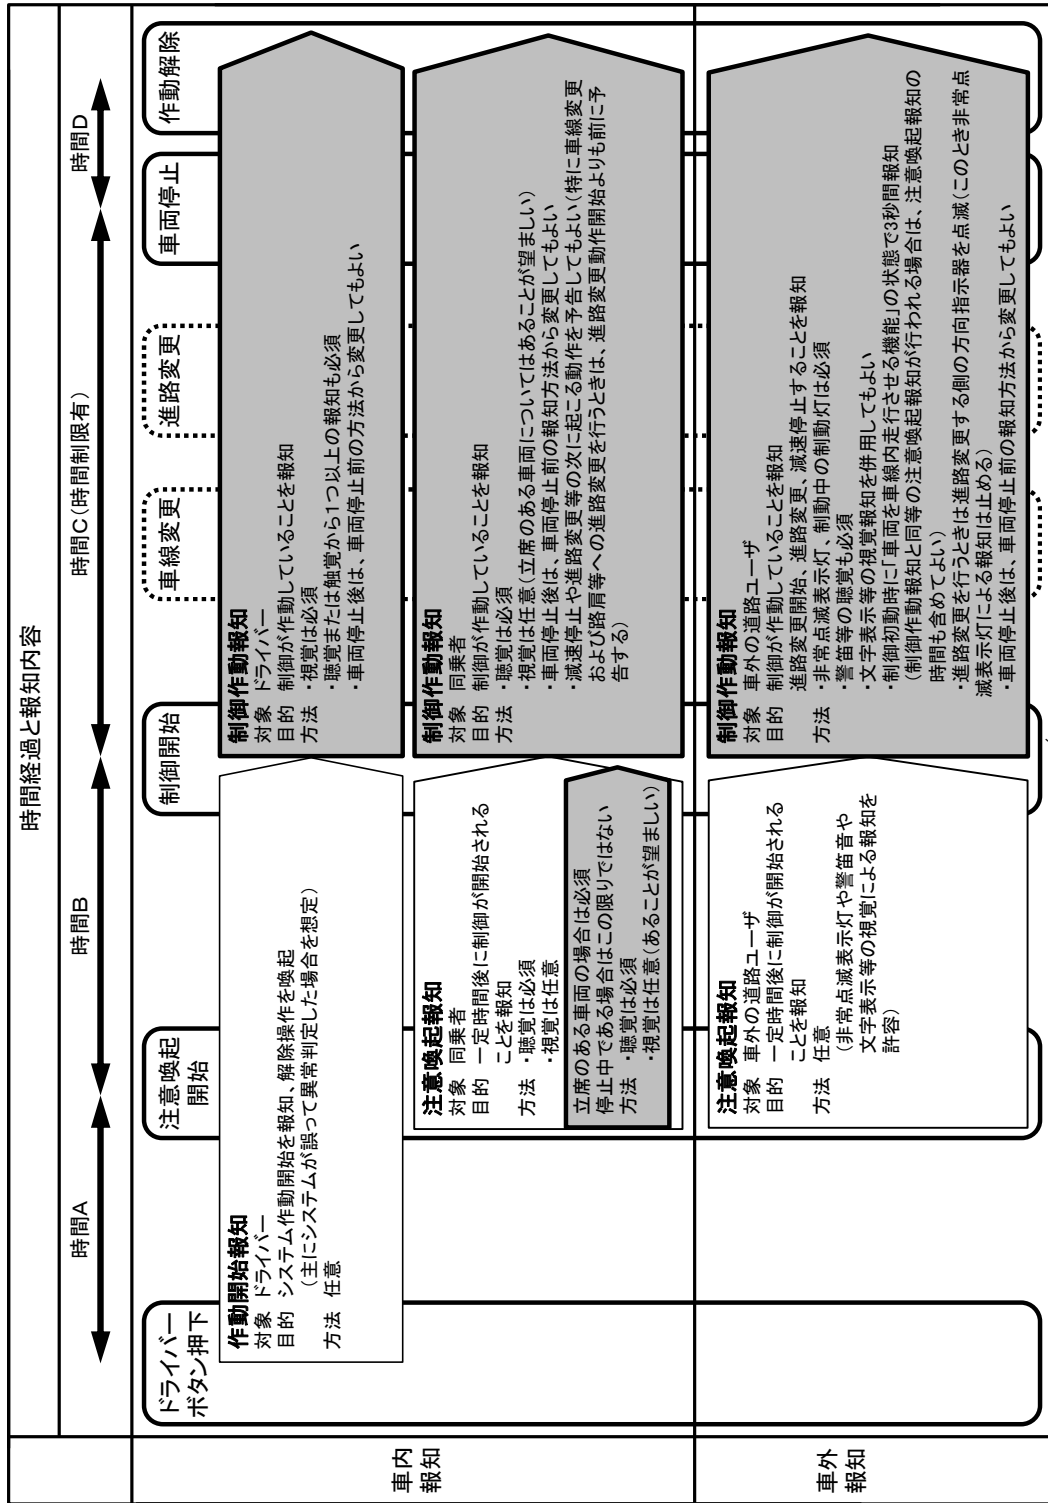 時間経過と報知内容
時間A
時間B
時間C(時間制限有)
時間D
ドライバー
ボタン押下
注意喚起
開始
制御開始
車線変更
進路変更
車両停止
作動解除
車内
報知
作動開始報知
対象 ドライバー
目的 システム作動開始を報知、解除操作を喚起
(主にシステムが誤って異常判定した場合を想定)
方法 任意
制御作動報知
対象 ドライバー
目的 制御が作動していることを報知
方法 ・視覚は必須
・聴覚または触覚から1つ以上の報知も必須
・車両停止後は、車両停止前の方法から変更してもよい
注意喚起報知
対象 同乗者
目的 一定時間後に制御が開始される
ことを報知
方法 ・聴覚は必須
・視覚は任意
立席のある車両の場合は必須
停止中である場合はこの限りではない
方法 ・聴覚は必須
・視覚は任意(あることが望ましい)
制御作動報知
対象 同乗者
目的 制御が作動していることを報知
方法 ・聴覚は必須
・視覚は任意(立席のある車両についてはあることが望ましい)
・車両停止後は、車両停止前の報知方法から変更してもよい
・減速停止や進路変更等の次に起こる動作を予告してもよい(特に車線変更
および路肩等への進路変更を行うときは、進路変更動作開始よりも前に予
告する)
車外
報知
注意喚起報知
対象 車外の道路ユーザ
目的 一定時間後に制御が開始される
ことを報知
方法 任意
(非常点滅表示灯や警笛音や
文字表示等の視覚による報知を
許容)
制御作動報知
対象 車外の道路ユーザ
目的 制御が作動していることを報知
進路変更開始、進路変更、減速停止することを報知
方法 ・非常点滅表示灯、制動中の制動灯は必須
・警笛等の聴覚も必須
・文字表示等の視覚報知を併用してもよい
・制御初動時に「車両を車線内走行させる機能」の状態で3秒間報知
(制御作動報知と同等の注意喚起報知が行われる場合は、注意喚起報知の
時間も含めてよい)
・進路変更を行うときは進路変更する側の方向指示器を点滅(このとき非常点
滅表示灯による報知は止める)
・車両停止後は、車両停止前の報知方法から変更してもよい